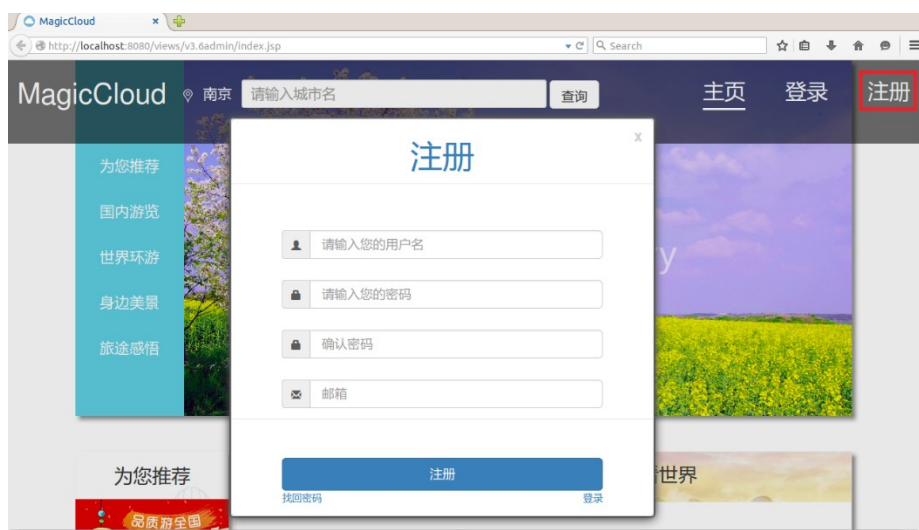 MagicCloud
http://localhost:8080/views/v3.6admin/index.jsp
Search
MagicCloud 南京 请输入城市名 查询 主页 登录 注册
x
注册
为您推荐
国内游览
世界环游
身边美景
旅途感悟
y
请输入您的用户名
请输入您的密码
确认密码
邮箱
注册
找回密码 登录
为您推荐
世界
品质游全国